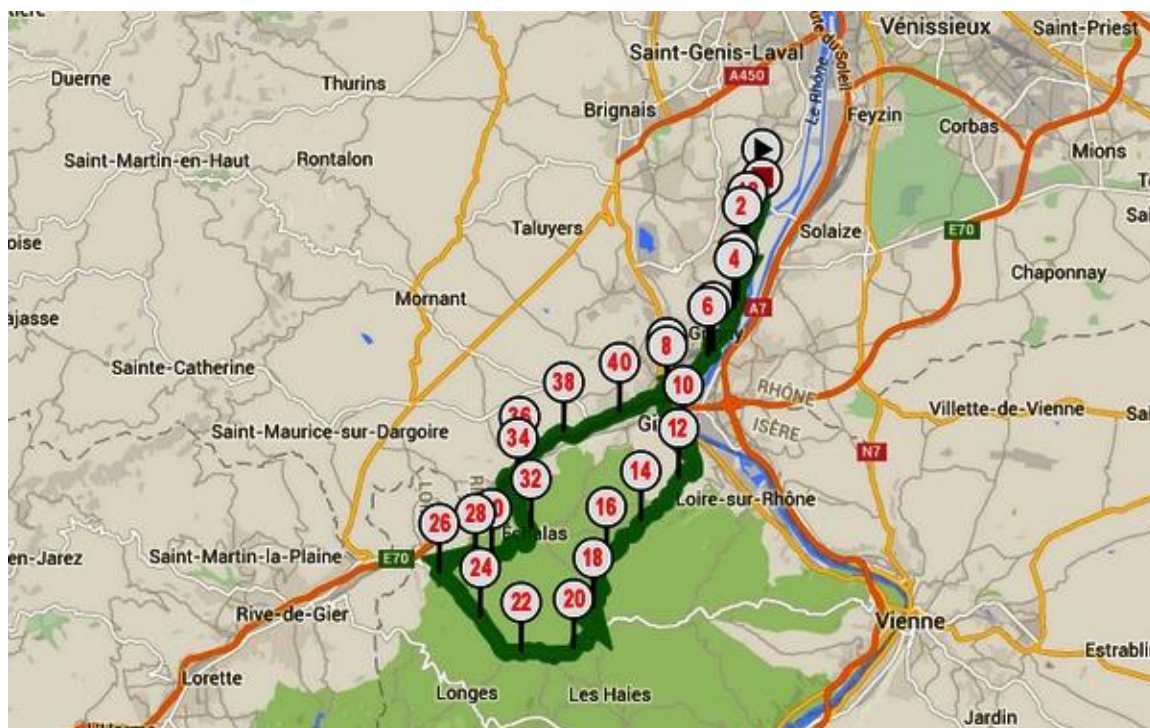 Vénissieux
Saint-Priest
Saint-Genis-Laval
Duerne
Thurins
A450
Le Rhône
Brignais
Feyzin
Corbas
Mions
Saint-Martin-en-Haut
Rontalon
2
Taluyers
Solaize
E70
4
Chaponnay
Mornant
6
A7
8
40
Sainte-Catherine
38
10
RHÔNE
36
Villette-de-Vienne
Saint-Maurice-sur-Dargoire
34
12
ISÈRE
N7
32
14
Loire-sur-Rhône
28
16
26
Saint-Martin-la-Plaine
E70
18
24
22
20
Rive-de-Gier
Vienne
Lorette
Longes
Les Haies
Jardin